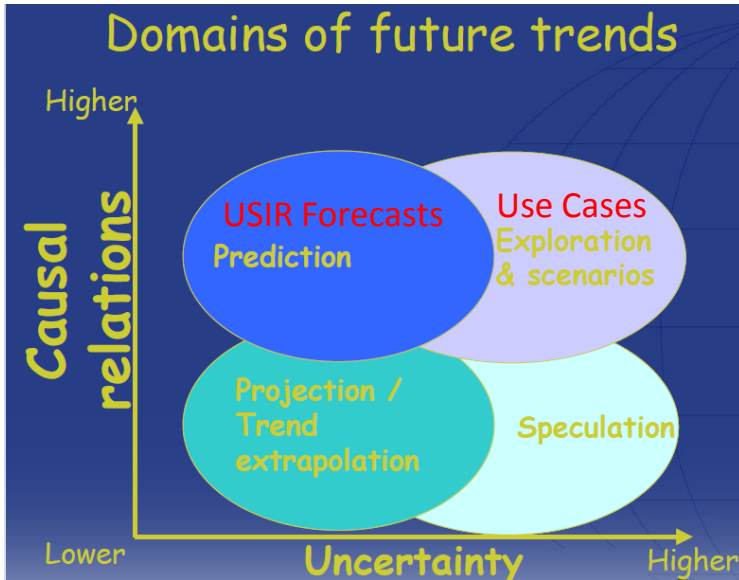 Domains of future trends
Higher
Causal
relations
USIR Forecasts
Prediction
Use Cases
Exploration
& scenarios
Projection /
Trend
extrapolation
Speculation
Lower
Uncertainty
Higher